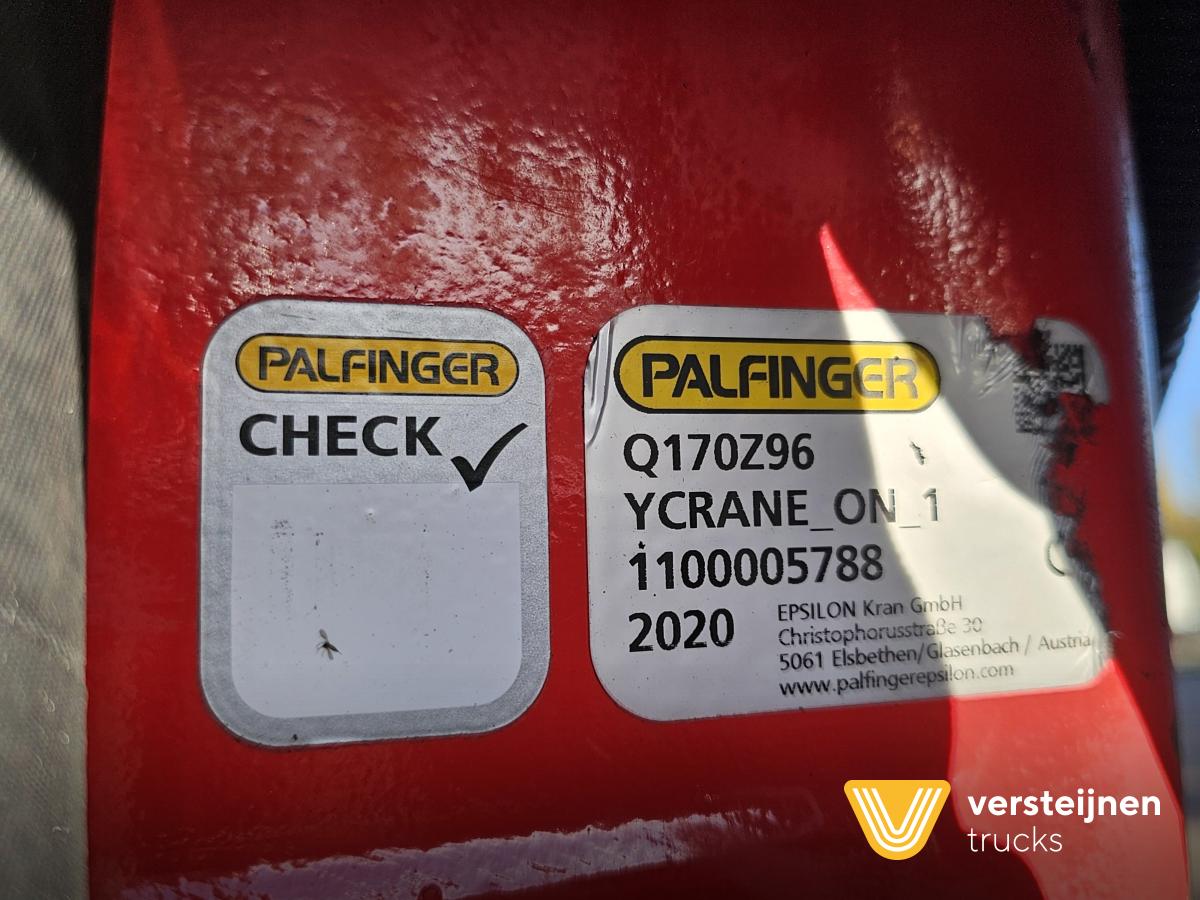 PALFINGER
CHECK
PALFINGER
Q170Z96
YCRANE_ON_1
1100005788
2020
EPSILON Kran GmbH
Christophorusstraße 30
5061 Elsbethen/Glasenbach / Austria
www.palfingerepsilon.com
versteijnen
trucks